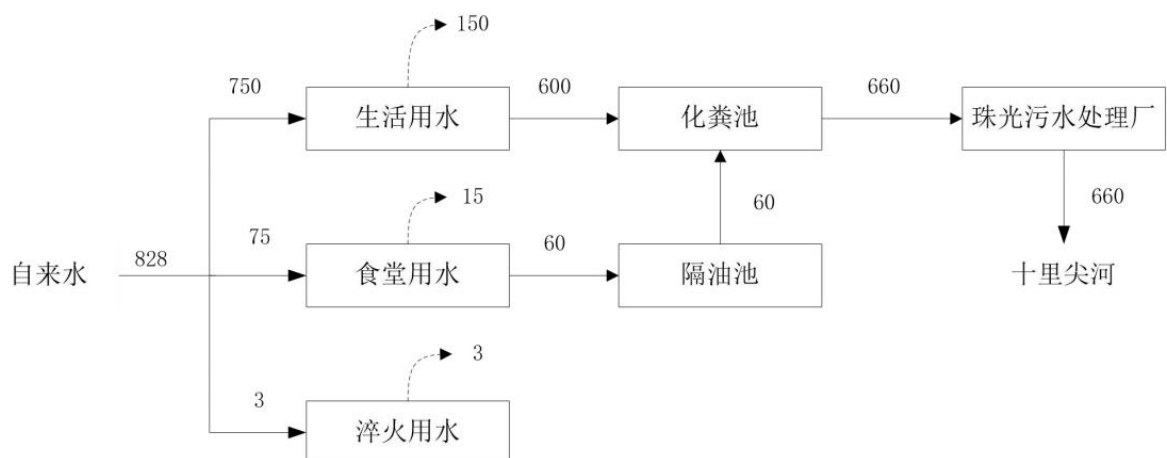 150
750
生活用水
600
化粪池
660
珠光污水处理厂
15
75
60
60
660
自来水
828
食堂用水
隔油池
十里尖河
3
3
淬火用水